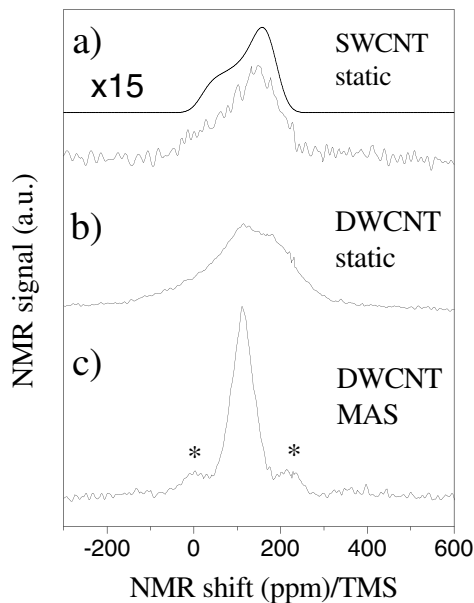 a)
SWCNT
static
x15
b)
DWCNT
static
c)
DWCNT
MAS
*
*
NMR signal (a.u.)
-200
0
200
400
600
NMR shift (ppm)/TMS